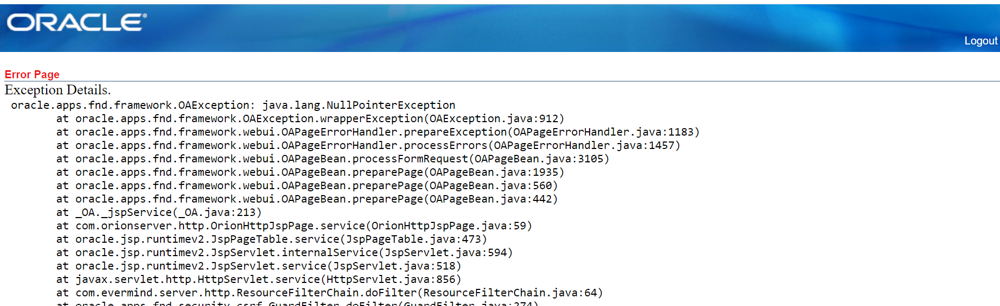 ORACLE®
Logout
Error Page
Exception Details.
oracle.apps.fnd.framework.OAException: java.lang.NullPointerException
at oracle.apps.fnd.framework.OAException.wrapperException(OAException.java:912)
at oracle.apps.fnd.framework.webui.OAPageErrorHandler.prepareException(OAPageErrorHandler.java:1183)
at oracle.apps.fnd.framework.webui.OAPageErrorHandler.processErrors(OAPageErrorHandler.java:1457)
at oracle.apps.fnd.framework.webui.OAPageBean.processFormRequest(OAPageBean.java:3105)
at oracle.apps.fnd.framework.webui.OAPageBean.preparePage(OAPageBean.java:1935)
at oracle.apps.fnd.framework.webui.OAPageBean.preparePage(OAPageBean.java:560)
at oracle.apps.fnd.framework.webui.OAPageBean.preparePage(OAPageBean.java:442)
at _OA._jspService(_OA.java:213)
at com.orionserver.http.OrionHttpJspPage.service(OrionHttpJspPage.java:59)
at oracle.jsp.runtimev2.JspPageTable.service(JspPageTable.java:473)
at oracle.jsp.runtimev2.JspServlet.internalService(JspServlet.java:594)
at oracle.jsp.runtimev2.JspServlet.service(JspServlet.java:518)
at javax.servlet.http.HttpServlet.service(HttpServlet.java:856)
at com.evermind.server.http.ResourceFilterChain.doFilter(ResourceFilterChain.java:64)
at oracle.apps.fnd.security.csrf.GuardFilter.doFilter(GuardFilter.java:274)